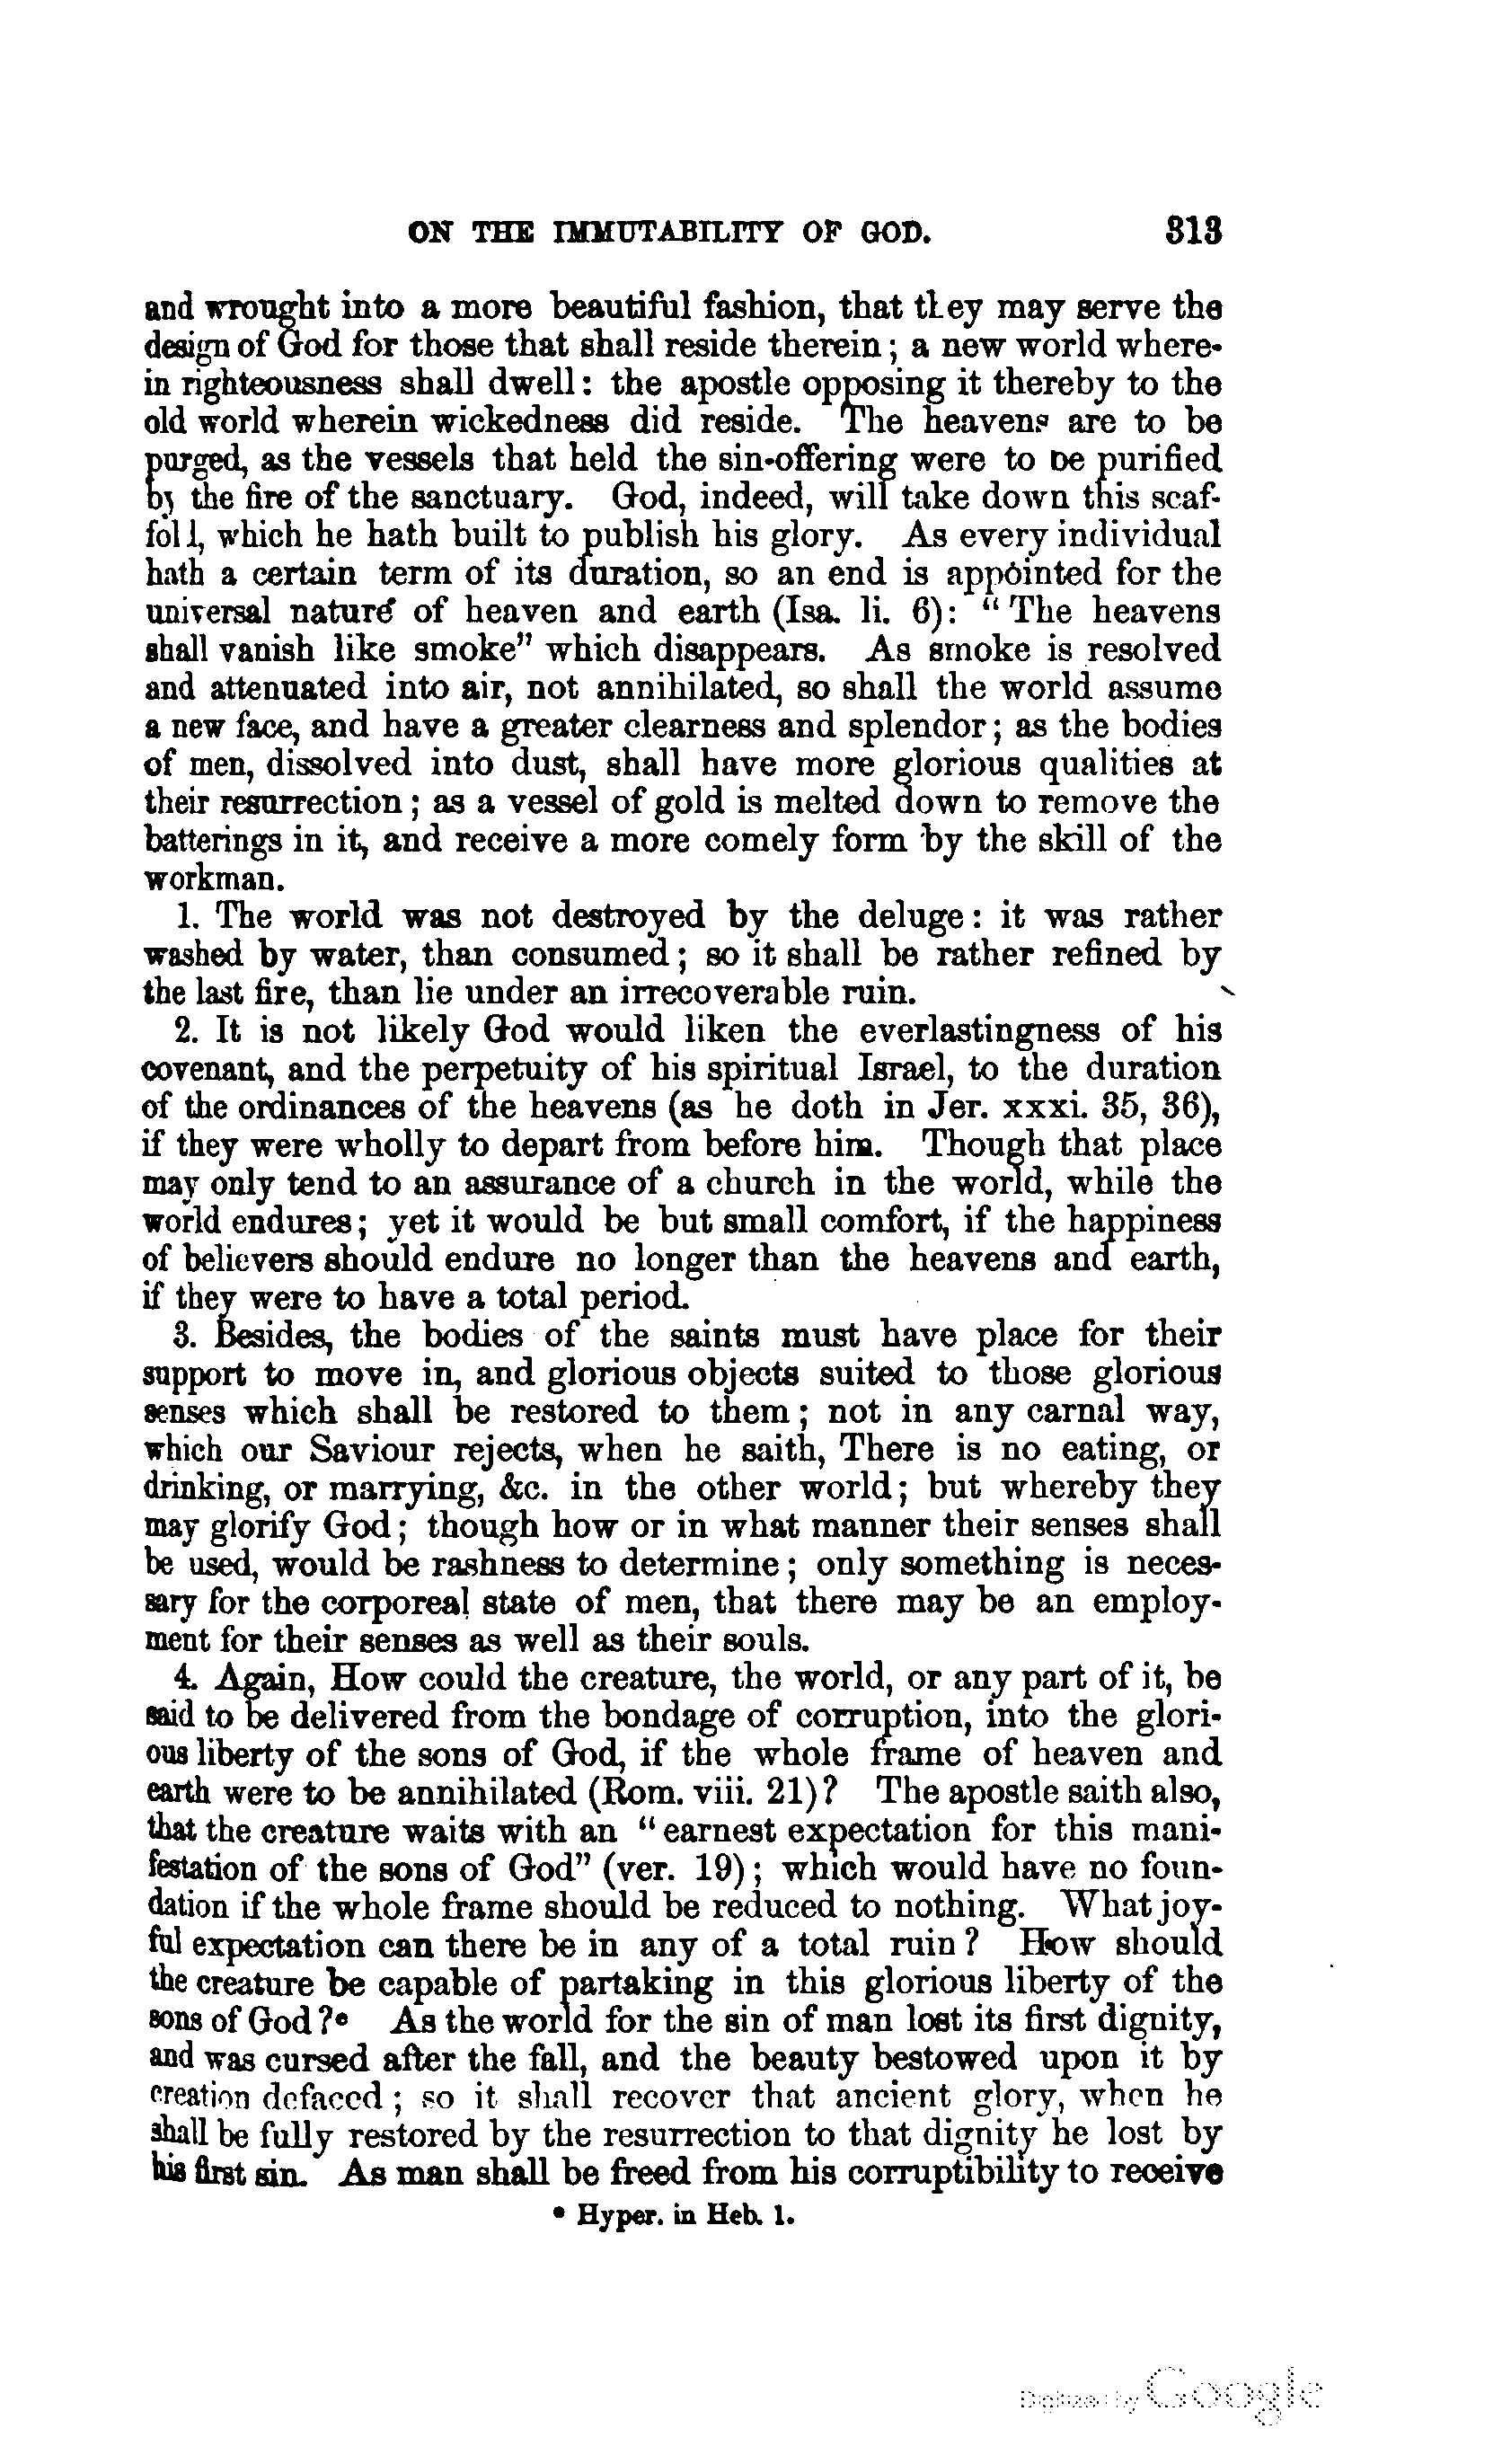 ON THE IMMUTABILITY OF GOD. 313
and wrought into a more beautiful fashion, that they may serve the
design of God for those that shall reside therein; a new world where-
in righteousness shall dwell: the apostle opposing it thereby to the
old world wherein wickedness did reside. The heavens are to be
purged, as the vessels that held the sin-offering were to be purified
by the fire of the sanctuary. God, indeed, will take down this scaf-
fold, which he hath built to publish his glory. As every individual
hath a certain term of its duration, so an end is appointed for the
universal nature of heaven and earth (Isa. li. 6): "The heavens
shall vanish like smoke" which disappears. As smoke is resolved
and attenuated into air, not annihilated, so shall the world assume
a new face, and have a greater clearness and splendor; as the bodies
of men, dissolved into dust, shall have more glorious qualities at
their resurrection; as a vessel of gold is melted down to remove the
batterings in it, and receive a more comely form by the skill of the
workman.
1. The world was not destroyed by the deluge: it was rather
washed by water, than consumed; so it shall be rather refined by
the last fire, than lie under an irrecoverable ruin.
2. It is not likely God would liken the everlastingness of his
covenant, and the perpetuity of his spiritual Israel, to the duration
of the ordinances of the heavens (as he doth in Jer. xxxi. 35, 36),
if they were wholly to depart from before him. Though that place
may only tend to an assurance of a church in the world, while the
world endures; yet it would be but small comfort, if the happiness
of believers should endure no longer than the heavens and earth,
if they were to have a total period.
3. Besides, the bodies of the saints must have place for their
support to move in, and glorious objects suited to those glorious
senses which shall be restored to them; not in any carnal way,
which our Saviour rejects, when he saith, There is no eating, or
drinking, or marrying, &c. in the other world; but whereby they
may glorify God; though how or in what manner their senses shall
be used, would be rashness to determine; only something is neces-
sary for the corporeal state of men, that there may be an employ-
ment for their senses as well as their souls.
4. Again, How could the creature, the world, or any part of it, be
said to be delivered from the bondage of corruption, into the glori-
ous liberty of the sons of God, if the whole frame of heaven and
earth were to be annihilated (Rom. viii. 21)? The apostle saith also,
that the creature waits with an "earnest expectation for this mani-
festation of the sons of God" (ver. 19); which would have no foun-
dation if the whole frame should be reduced to nothing. What joy-
ful expectation can there be in any of a total ruin? How should
the creature be capable of partaking in this glorious liberty of the
sons of God?• As the world for the sin of man lost its first dignity,
and was cursed after the fall, and the beauty bestowed upon it by
creation defaced; so it shall recover that ancient glory, when he
shall be fully restored by the resurrection to that dignity he lost by
his first sin. As man shall be freed from his corruptibility to receive
• Hyper. in Heb. 1.
Digitized by Google